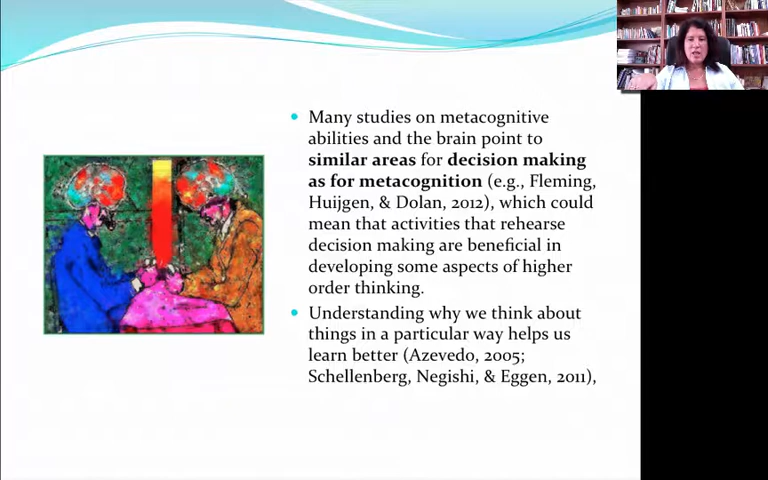 Many studies on metacognitive
abilities and the brain point to
similar areas for decision making
as for metacognition (e.g., Fleming,
Huijgen, & Dolan, 2012), which could
mean that activities that rehearse
decision making are beneficial in
developing some aspects of higher
order thinking.
Understanding why we think about
things in a particular way helps us
learn better (Azevedo, 2005;
Schellenberg, Negishi, & Eggen, 2011),